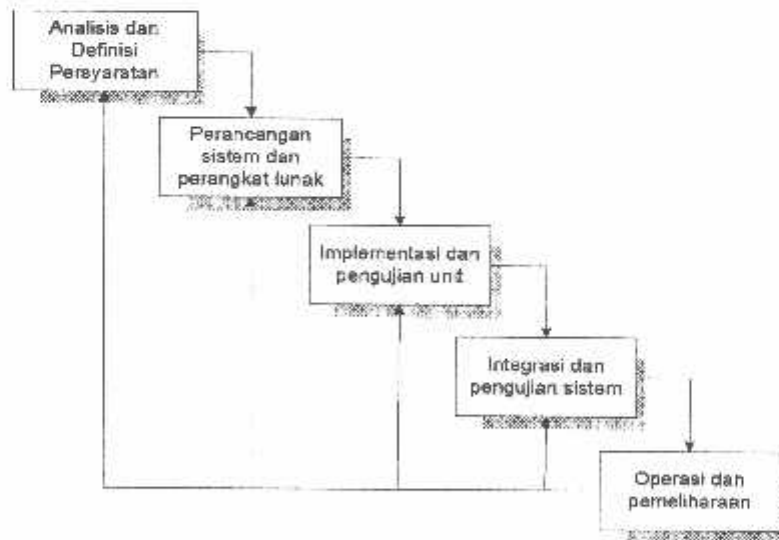 Analisis dan
Definisi
Persyaratan
Perancangan
sistem dan
perangkat lunak
Implementasi dan
pengujian unit
Integrasi dan
pengujian sistem
Operasi dan
pemeliharaan